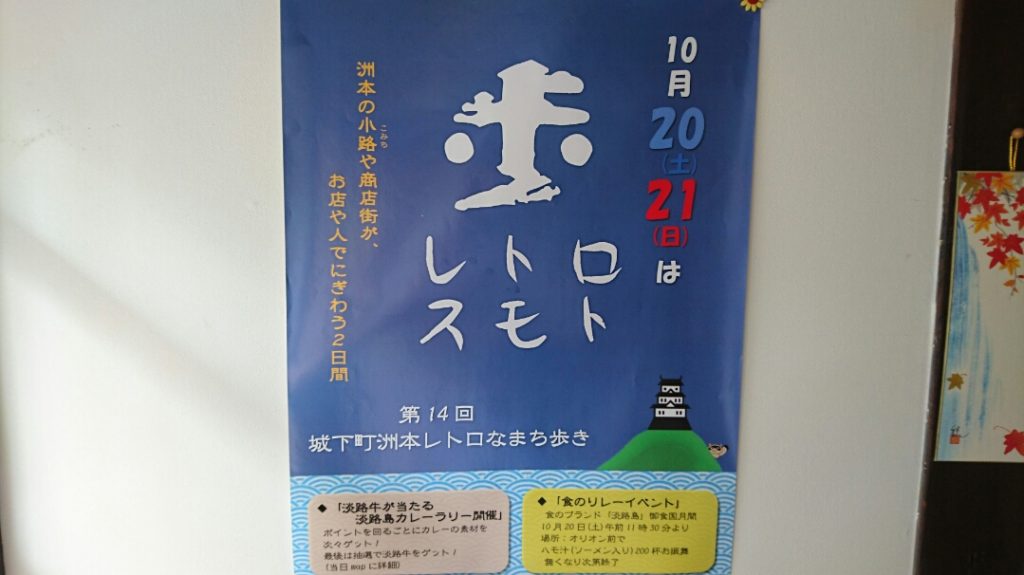 10月20(土)21(日)は
洲本の小路や商店街が、
こみち
お店や人でにぎわう2日間
歩
レトロ
スモト
第14回
城下町洲本レトロなまち歩き
◆「淡路牛が当たる
淡路島カレーラリー開催」
ポイントを回るごとにカレーの素材を
次々ゲット!
最後は抽選で淡路牛をゲット!
(当日mapに詳細)
◆「食のリレーイベント」
食のブランド「淡路島」御食国月間
10月20日(土)午前11時30分より
場所:オリオン前で
ハモ汁(ソーメン入り)200杯お振舞
無くなり次第終了